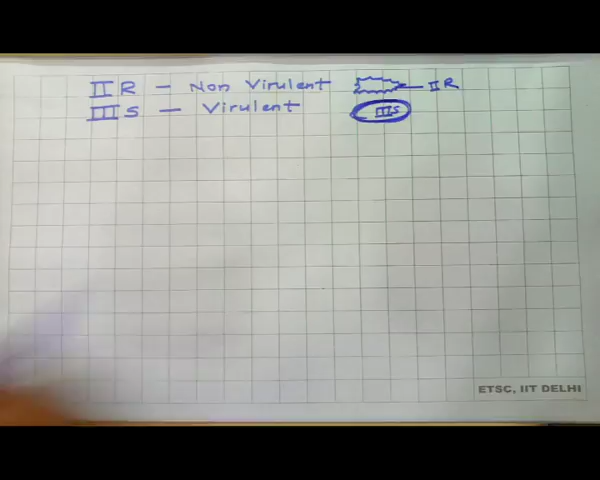 II R - Non Virulent II R
III S - Virulent III S
ETSC, IIT DELHI